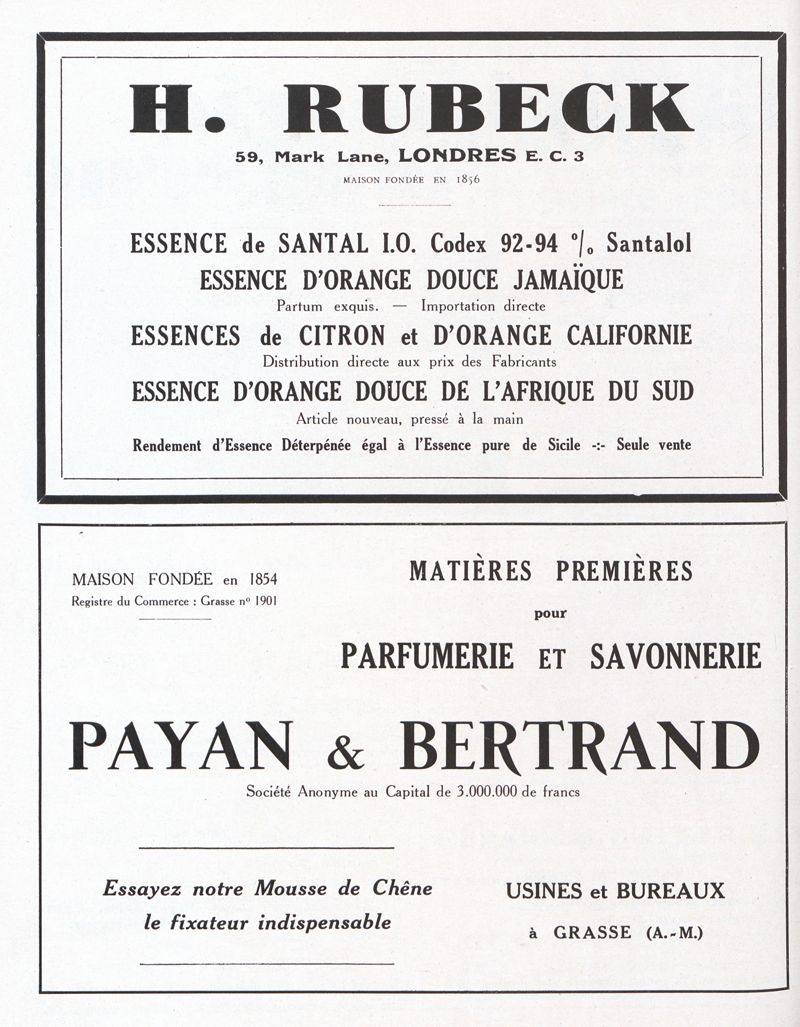 H. RUBECK
59, Mark Lane, LONDRES E. C. 3
MAISON FONDÉE EN 1856
ESSENCE de SANTAL I.O. Codex 92-94 % Santalol
ESSENCE D'ORANGE DOUCE JAMAÏQUE
Parfum exquis. — Importation directe
ESSENCES de CITRON et D'ORANGE CALIFORNIE
Distribution directe aux prix des Fabricants
ESSENCE D'ORANGE DOUCE DE L'AFRIQUE DU SUD
Article nouveau, pressé à la main
Rendement d'Essence Déterpénée égal à l'Essence pure de Sicile -:- Seule vente
MAISON FONDÉE en 1854
Registre du Commerce : Grasse nº 1901
MATIÈRES PREMIÈRES
pour
PARFUMERIE ET SAVONNERIE
PAYAN & BERTRAND
Société Anonyme au Capital de 3.000.000 de francs
Essayez notre Mousse de Chêne
le fixateur indispensable
USINES et BUREAUX
à GRASSE (A.-M.)